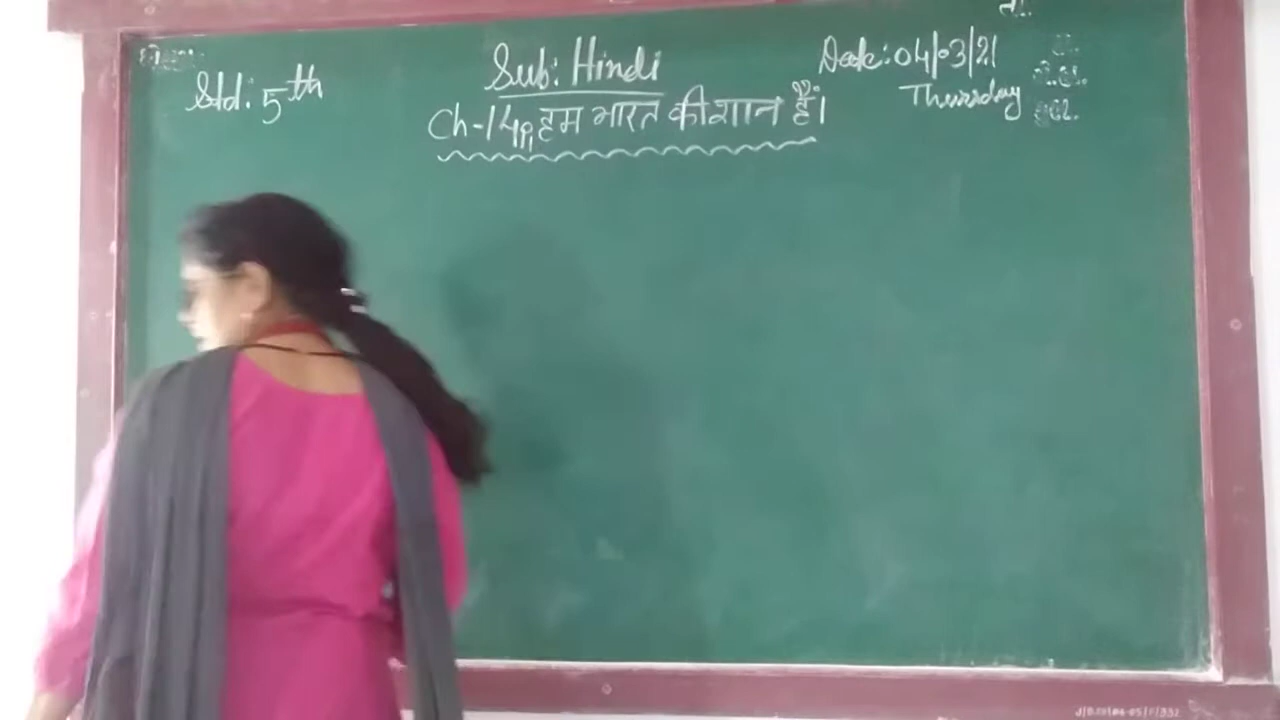 Std: 5th
Sub: Hindi
Date: 04/03/21
Thursday
Ch-14 हम भारत की शान हैं।